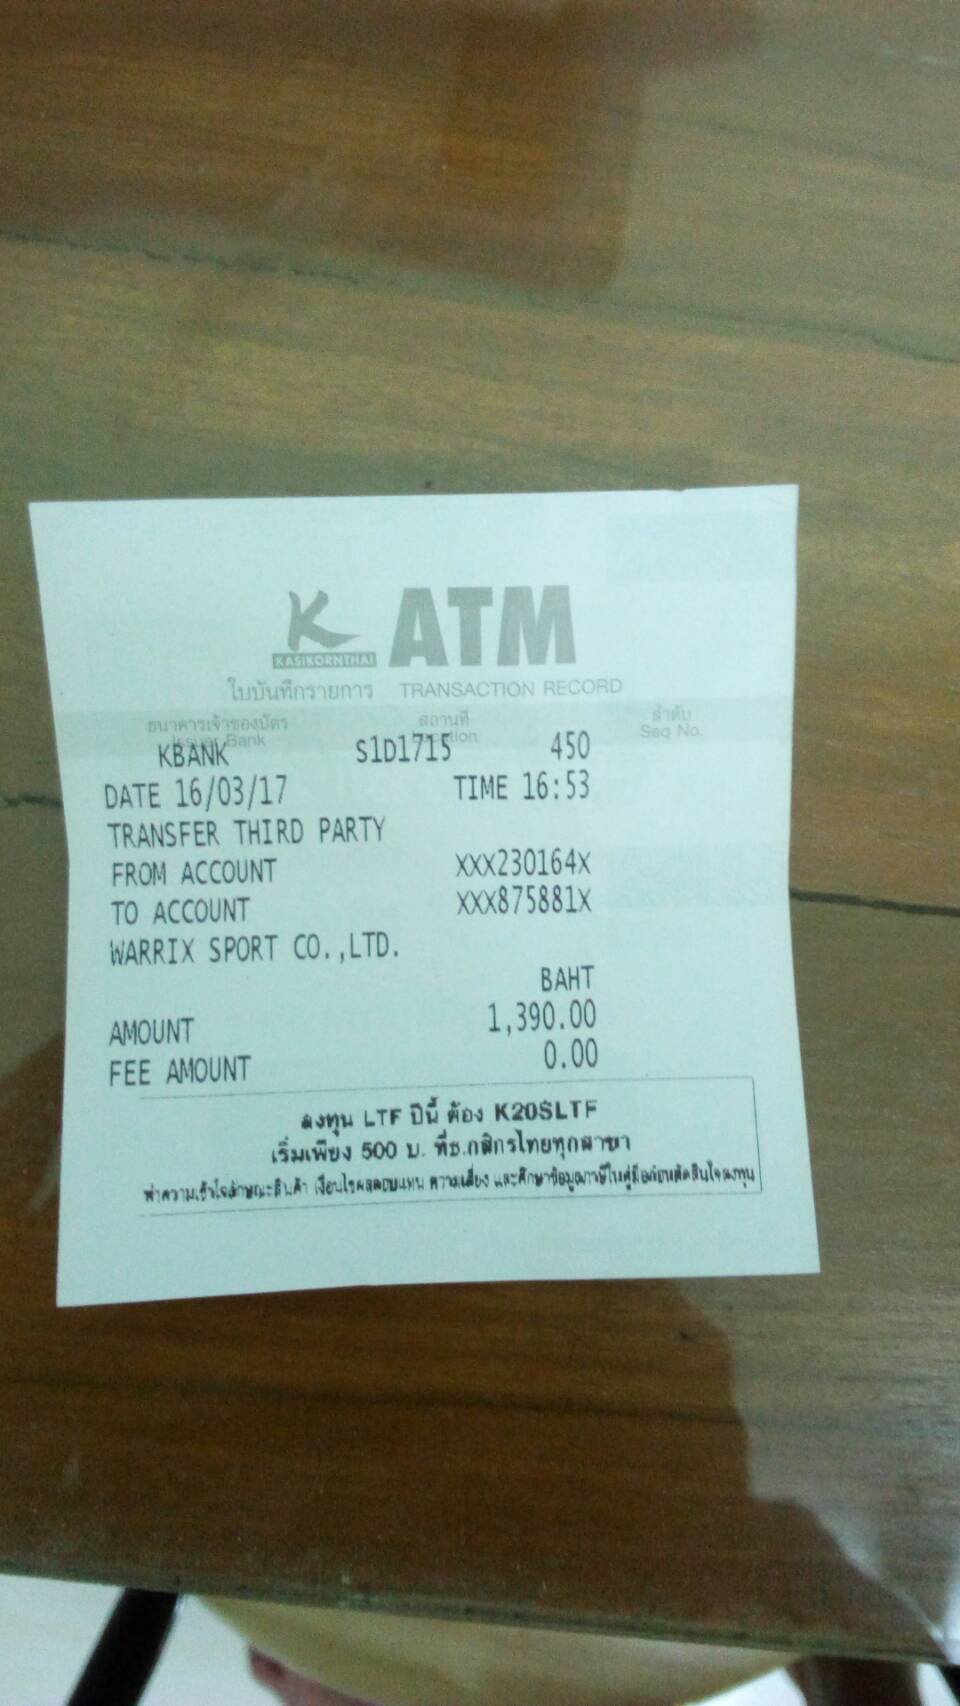 K ATM
KASIKORNTHAI
ใบบันทึกรายการ TRANSACTION RECORD
ธนาคารเจ้าของบัตร สถานที่ ลำดับ
Issuer Bank Location Seq No.
KBANK S1D1715 450
DATE 16/03/17 TIME 16:53
TRANSFER THIRD PARTY
FROM ACCOUNT XXX230164X
TO ACCOUNT XXX875881X
WARRIX SPORT CO.,LTD.
BAHT
AMOUNT 1,390.00
FEE AMOUNT 0.00
ลงทุน LTF ปีนี้ ต้อง K20SLTF
เริ่มเพียง 500 บ. ที่ธ.กสิกรไทยทุกสาขา
ทำความเข้าใจลักษณะสินค้า เงื่อนไขผลตอบแทน ความเสี่ยง และศึกษาข้อมูลภาษีในคู่มือก่อนตัดสินใจลงทุน